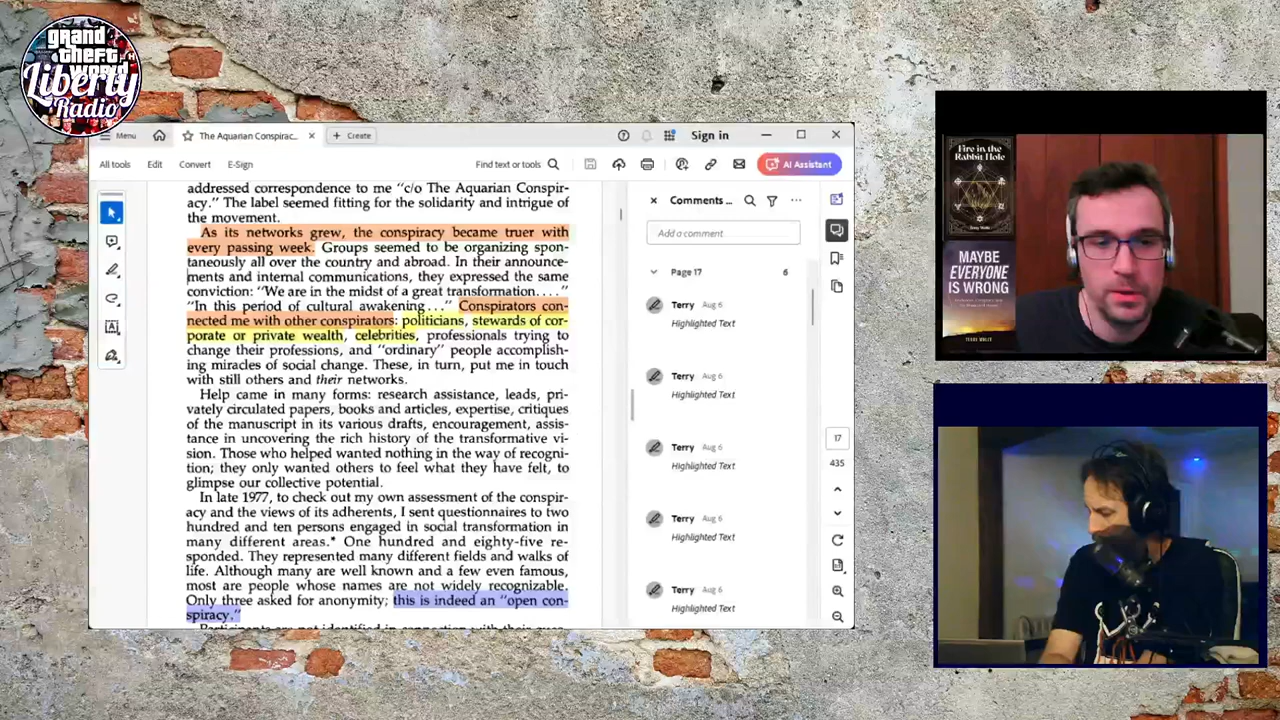 grand
theft
world
Liberty
Radio
Menu
The Aquarian Conspirac...
Create
Sign in
All tools
Edit
Convert
E-Sign
Find text or tools
AI Assistant
addressed correspondence to me “c/o The Aquarian Conspir-
acy.” The label seemed fitting for the solidarity and intrigue of
the movement.
As its networks grew, the conspiracy became truer with
every passing week. Groups seemed to be organizing spon-
taneously all over the country and abroad. In their announce-
ments and internal communications, they expressed the same
conviction: “We are in the midst of a great transformation. . . .”
“In this period of cultural awakening . . .” Conspirators con-
nected me with other conspirators: politicians, stewards of cor-
porate or private wealth, celebrities, professionals trying to
change their professions, and “ordinary” people accomplish-
ing miracles of social change. These, in turn, put me in touch
with still others and their networks.
Help came in many forms: research assistance, leads, pri-
vately circulated papers, books and articles, expertise, critiques
of the manuscript in its various drafts, encouragement, assis-
tance in uncovering the rich history of the transformative vi-
sion. Those who helped wanted nothing in the way of recogni-
tion; they only wanted others to feel what they have felt, to
glimpse our collective potential.
In late 1977, to check out my own assessment of the conspir-
acy and the views of its adherents, I sent questionnaires to two
hundred and ten persons engaged in social transformation in
many different areas.* One hundred and eighty-five re-
sponded. They represented many different fields and walks of
life. Although many are well known and a few even famous,
most are people whose names are not widely recognizable.
Only three asked for anonymity; this is indeed an “open con-
spiracy.”
Participants are not identified in connection with their ques-
Comments ...
Add a comment
Page 17
6
Terry Aug 6
Highlighted Text
Terry Aug 6
Highlighted Text
Terry Aug 6
Highlighted Text
Terry Aug 6
Highlighted Text
Terry Aug 6
Highlighted Text
17
435
Fire in the
Rabbit Hole
MAYBE
EVERYONE
IS WRONG